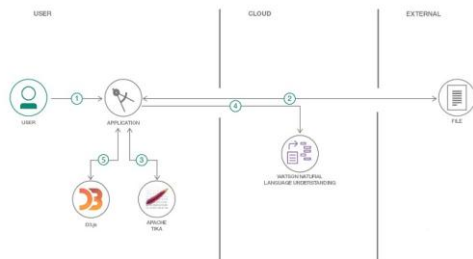 USER
CLOUD
EXTERNAL
1
2
4
USER
APPLICATION
FILE
5
3
WATSON NATURAL
LANGUAGE UNDERSTANDING
D3.js
APACHE
TIKA